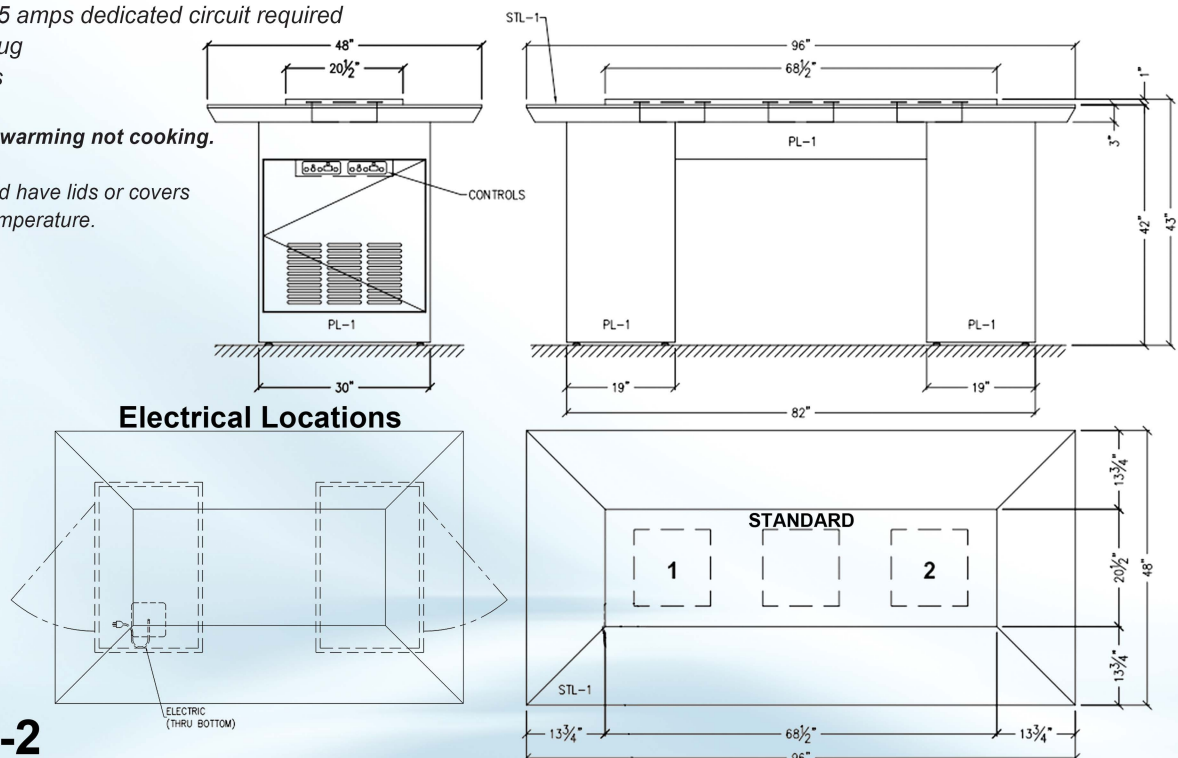 5 amps dedicated circuit required
ug
s
warming not cooking.
d have lids or covers
mperature.
48"
20½"
CONTROLS
PL-1
30"
STL-1
96"
68½"
1"
3"
PL-1
42"
43"
PL-1
PL-1
19"
19"
82"
Electrical Locations
ELECTRIC
(THRU BOTTOM)
STANDARD
1
2
STL-1
13¾"
20½"
48"
13¾"
13¾"
68½"
13¾"
96"
-2